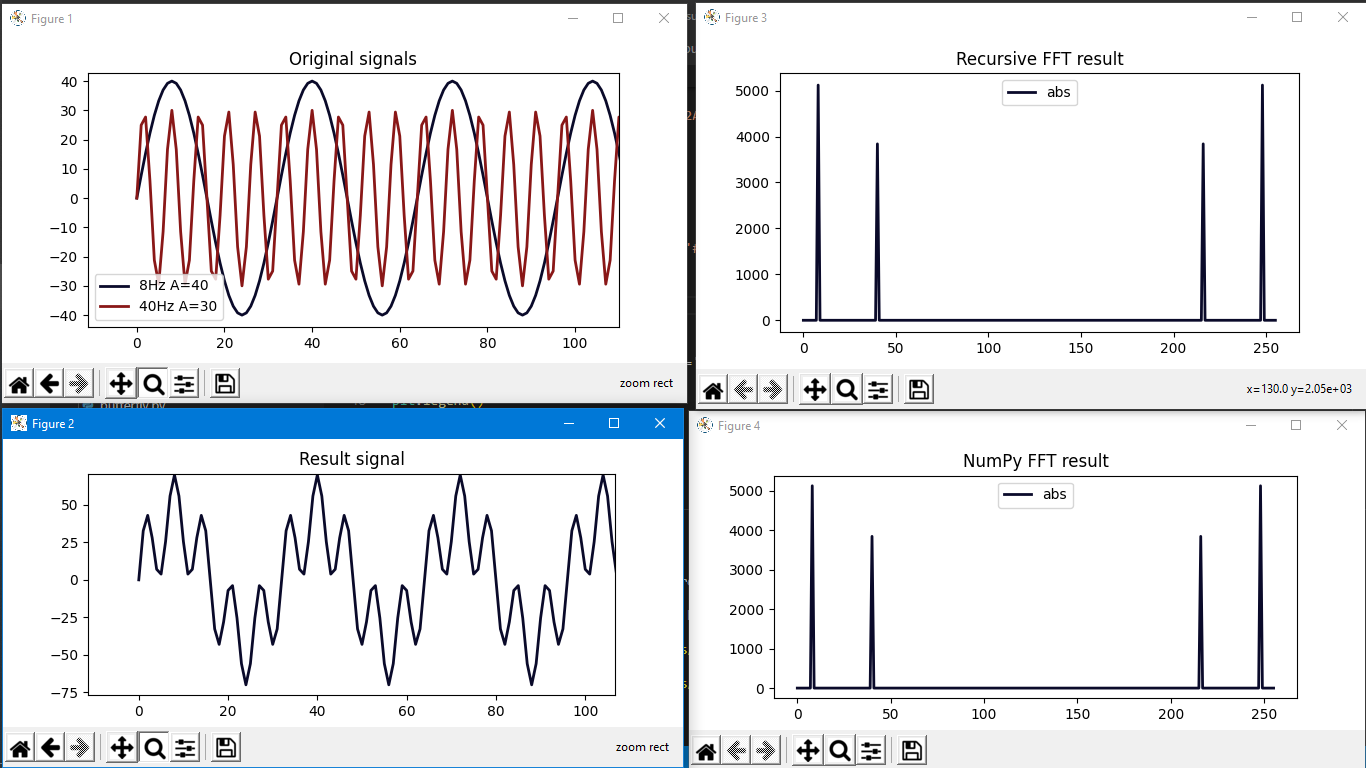 Figure 1
Original signals
40
30
20
10
0
−10
−20
−30
−40
8Hz A=40
40Hz A=30
0 20 40 60 80 100
zoom rect
Figure 3
Recursive FFT result
abs
5000
4000
3000
2000
1000
0
0 50 100 150 200 250
x=130.0 y=2.05e+03
Figure 2
Result signal
50
25
0
−25
−50
−75
0 20 40 60 80 100
zoom rect
Figure 4
NumPy FFT result
abs
5000
4000
3000
2000
1000
0
0 50 100 150 200 250